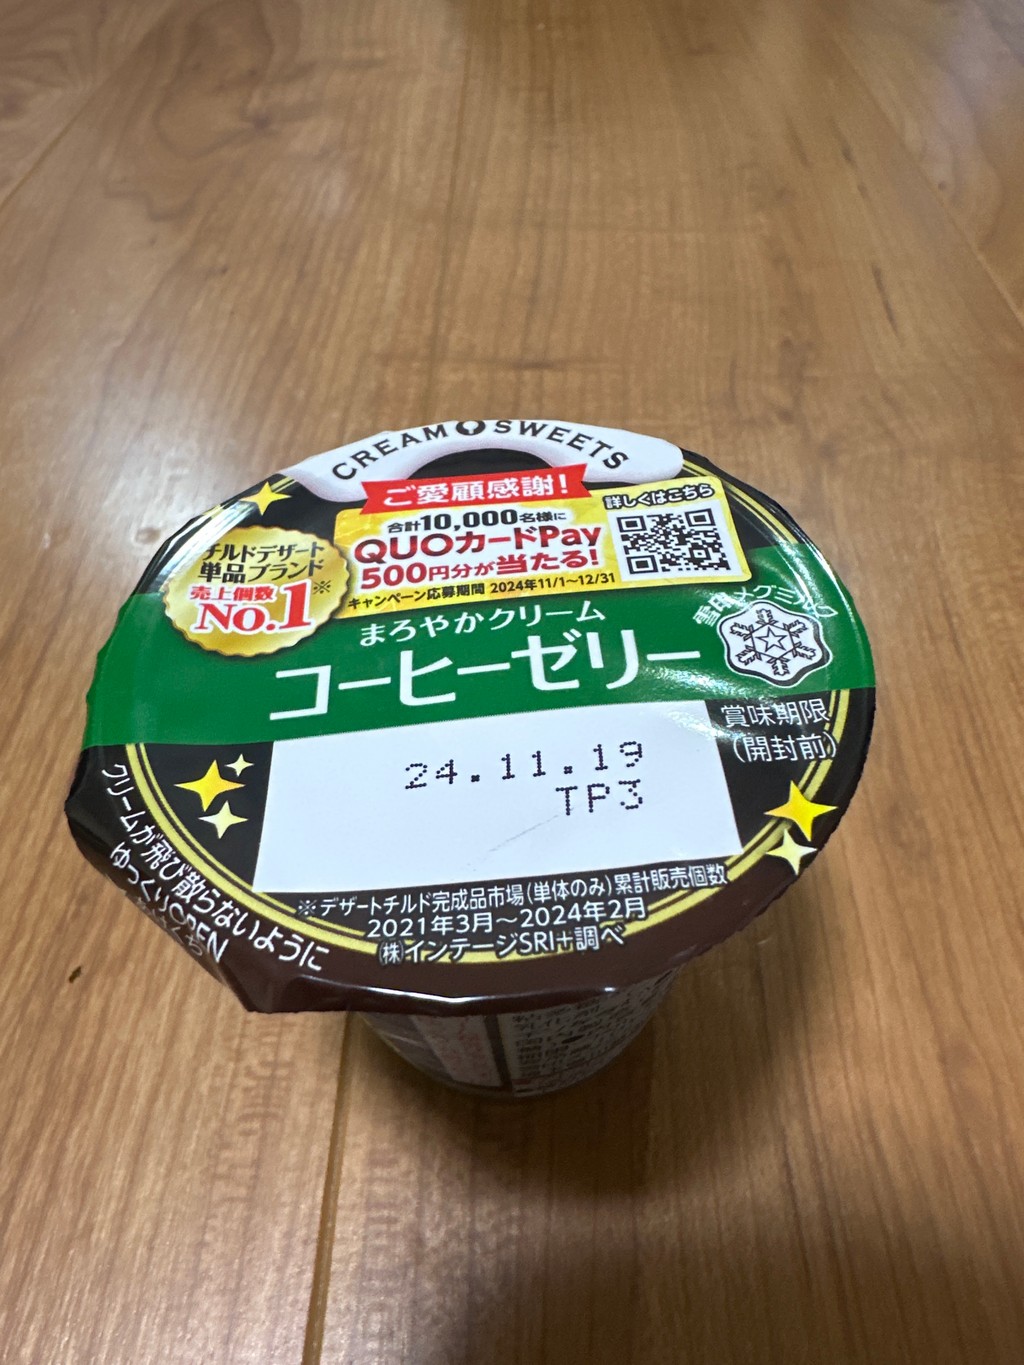 CREAM SWEETS
ご愛顧感謝!
合計10,000名様に
QUOカードPay
500円分が当たる!
キャンペーン応募期間 2024年11/1〜12/31
詳しくはこちら
チルドデザート
単品ブランド
売上個数※
No.1
まろやかクリーム
コーヒーゼリー
雪印メグミルク
賞味期限
(開封前)
24.11.19
TP3
クリームが飛び散らないように
ゆっくりOPEN
※デザートチルド完成品市場(単体のみ)累計販売個数
2021年3月〜2024年2月
㈱インテージSRI+調べ